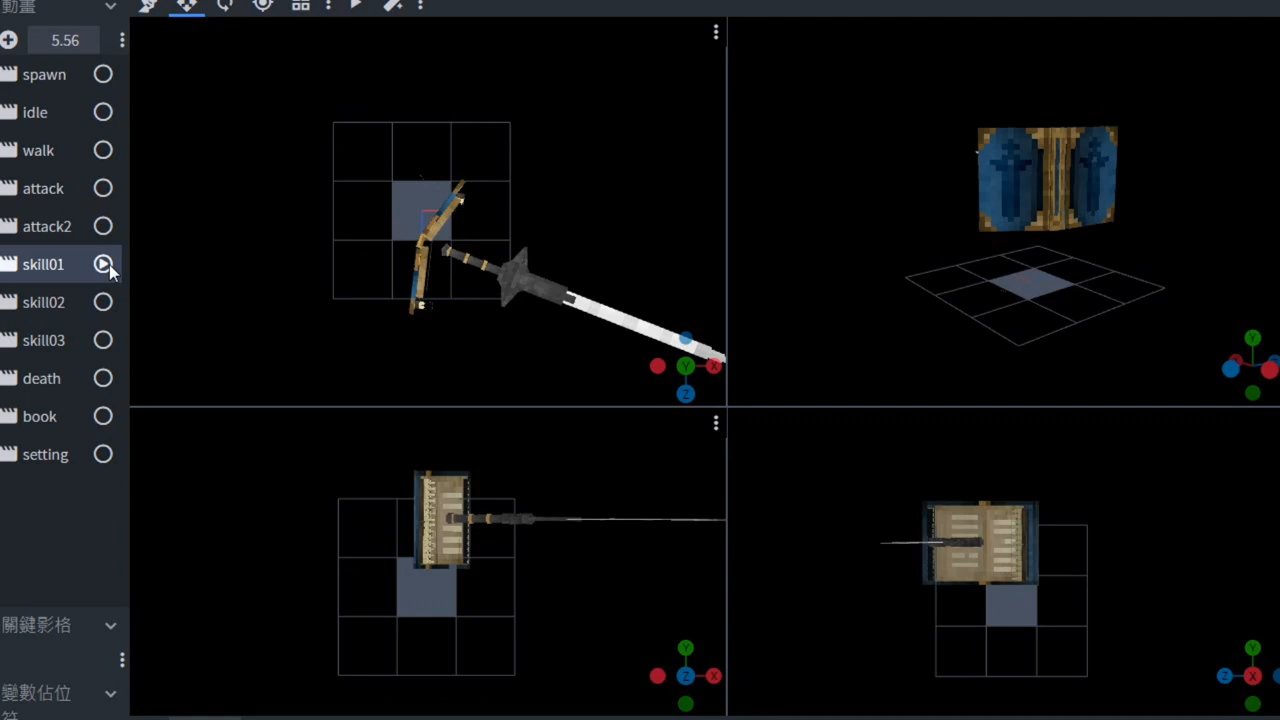 動畫
5.56
spawn
idle
walk
attack
attack2
skill01
skill02
skill03
death
book
setting
關鍵影格
變數佔位
符
Y
X
Z
Y
Y
X
Z
Y
Z
X